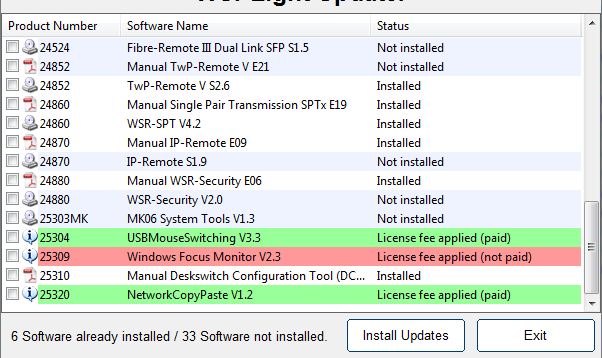 Product Number Software Name Status
24524 Fibre-Remote III Dual Link SFP S1.5 Not installed
24852 Manual TwP-Remote V E21 Not installed
24852 TwP-Remote V S2.6 Installed
24860 Manual Single Pair Transmission SPTx E19 Installed
24860 WSR-SPT V4.2 Installed
24870 Manual IP-Remote E09 Installed
24870 IP-Remote S1.9 Not installed
24880 Manual WSR-Security E06 Installed
24880 WSR-Security V2.0 Not installed
25303MK MK06 System Tools V1.3 Not installed
25304 USBMouseSwitching V3.3 License fee applied (paid)
25309 Windows Focus Monitor V2.3 License fee applied (not paid)
25310 Manual Deskswitch Configuration Tool (DC... Installed
25320 NetworkCopyPaste V1.2 License fee applied (paid)
6 Software already installed / 33 Software not installed. Install Updates Exit